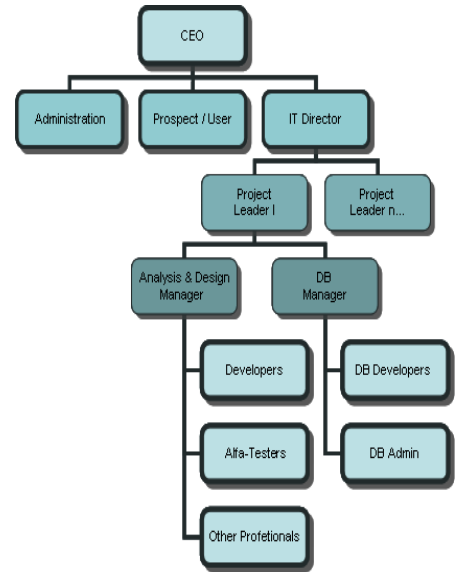 CEO
Administration
Prospect / User
IT Director
Project
Leader I
Project
Leader n...
Analysis & Design
Manager
DB
Manager
Developers
DB Developers
Alfa-Testers
DB Admin
Other Profetionals